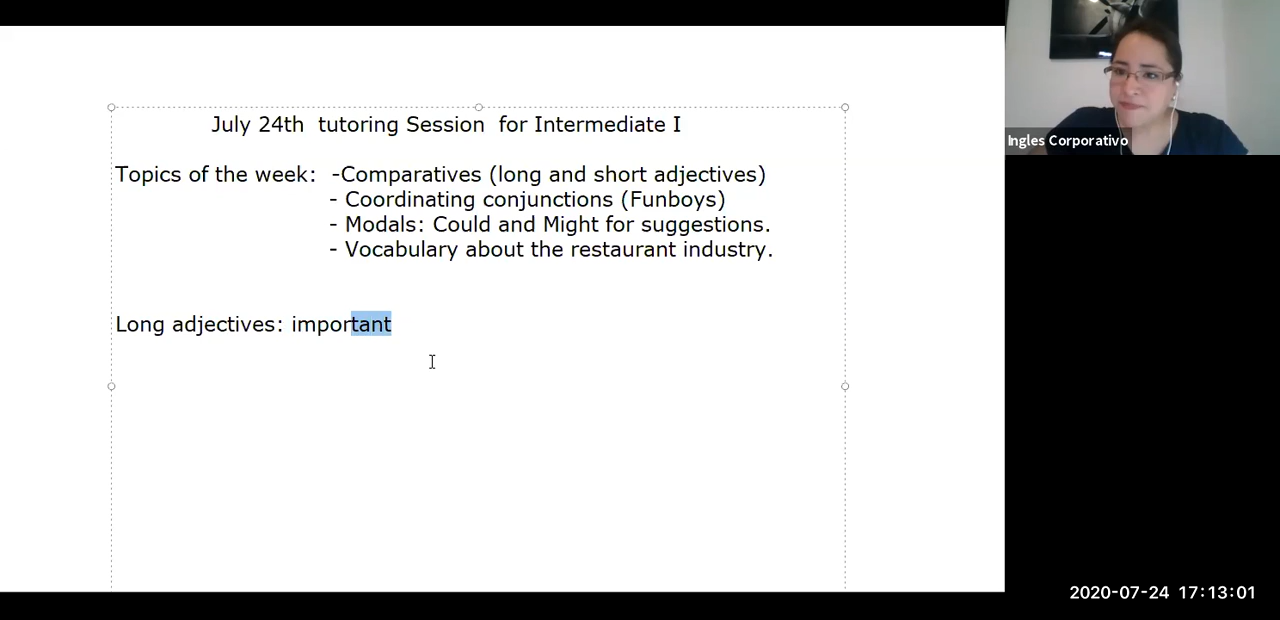 July 24th tutoring Session for Intermediate I
Topics of the week: -Comparatives (long and short adjectives)
- Coordinating conjunctions (Funboys)
- Modals: Could and Might for suggestions.
- Vocabulary about the restaurant industry.
Long adjectives: important
Ingles Corporativo
2020-07-24 17:13:01